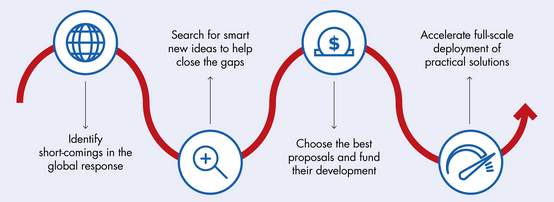 Identify
short-comings in the
global response
Search for smart
new ideas to help
close the gaps
$
Choose the best
proposals and fund
their development
Accelerate full-scale
deployment of
practical solutions